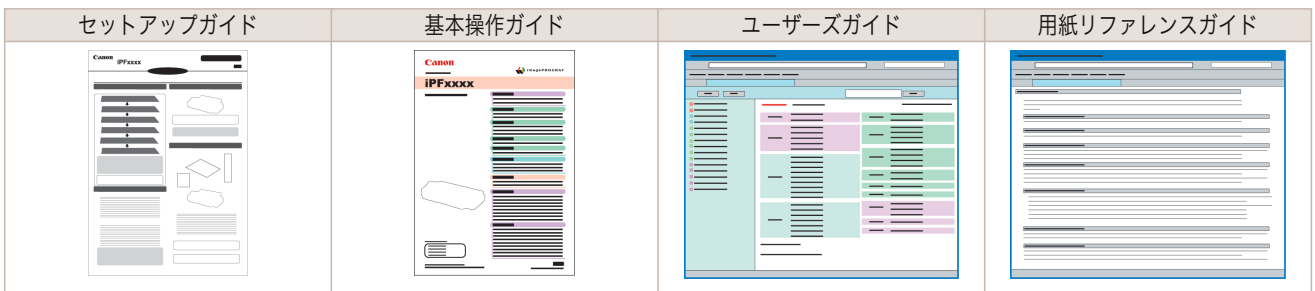 セットアップガイド
基本操作ガイド
ユーザーズガイド
用紙リファレンスガイド
Canon
iPFxxxx
Canon
imagePROGRAF
iPFxxxx